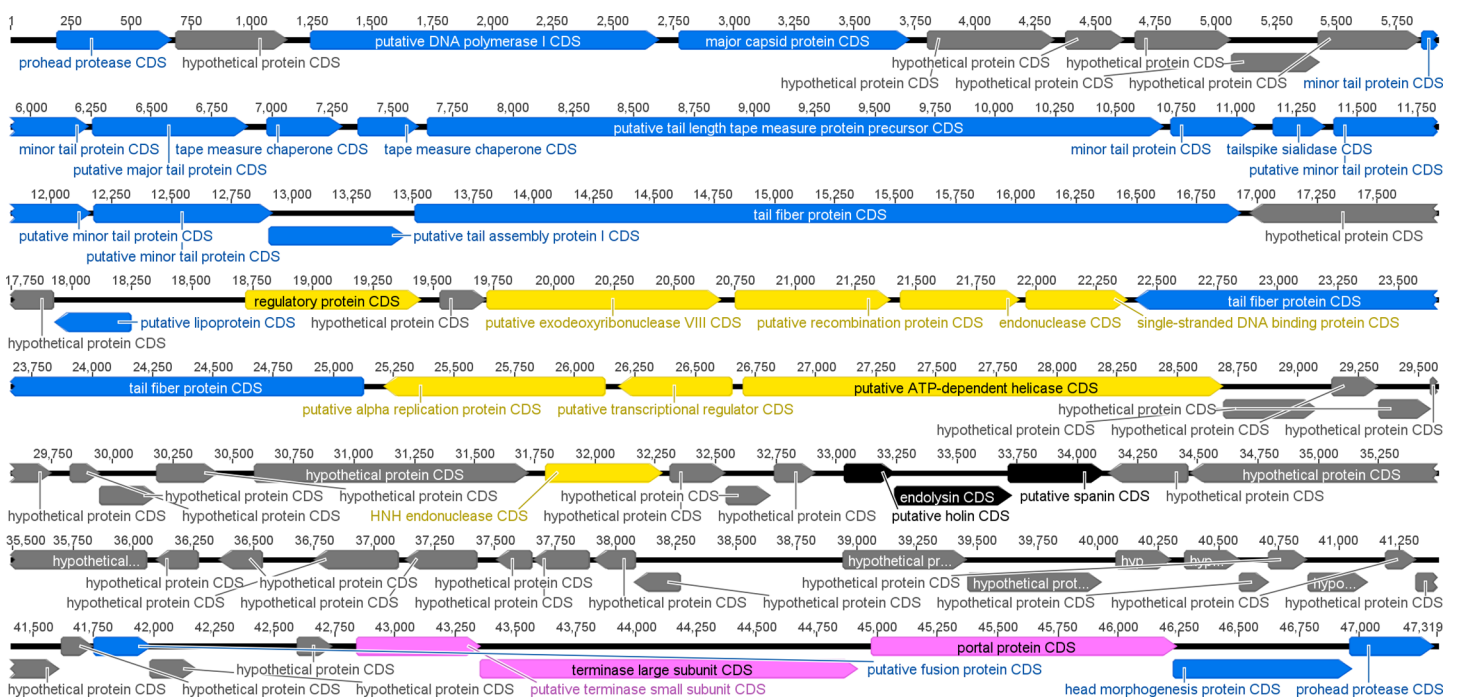 1 250 500 750 1,000 1,250 1,500 1,750 2,000 2,250 2,500 2,750 3,000 3,250 3,500 3,750 4,000 4,250 4,500 4,750 5,000 5,250 5,500 5,750
putative DNA polymerase I CDS major capsid protein CDS
prohead protease CDS hypothetical protein CDS hypothetical protein CDS hypothetical protein CDS
hypothetical protein CDS hypothetical protein CDS hypothetical protein CDS minor tail protein CDS
6,000 6,250 6,500 6,750 7,000 7,250 7,500 7,750 8,000 8,250 8,500 8,750 9,000 9,250 9,500 9,750 10,000 10,250 10,500 10,750 11,000 11,250 11,500 11,750
putative tail length tape measure protein precursor CDS
minor tail protein CDS tape measure chaperone CDS tape measure chaperone CDS minor tail protein CDS tailspike sialidase CDS
putative major tail protein CDS putative minor tail protein CDS
12,000 12,250 12,500 12,750 13,000 13,250 13,500 13,750 14,000 14,250 14,500 14,750 15,000 15,250 15,500 15,750 16,000 16,250 16,500 16,750 17,000 17,250 17,500
tail fiber protein CDS
putative minor tail protein CDS putative tail assembly protein I CDS hypothetical protein CDS
putative minor tail protein CDS
17,750 18,000 18,250 18,500 18,750 19,000 19,250 19,500 19,750 20,000 20,250 20,500 20,750 21,000 21,250 21,500 21,750 22,000 22,250 22,500 22,750 23,000 23,250 23,500
regulatory protein CDS tail fiber protein CDS
putative lipoprotein CDS hypothetical protein CDS putative exodeoxyribonuclease VIII CDS putative recombination protein CDS endonuclease CDS single-stranded DNA binding protein CDS
hypothetical protein CDS
23,750 24,000 24,250 24,500 24,750 25,000 25,250 25,500 25,750 26,000 26,250 26,500 26,750 27,000 27,250 27,500 27,750 28,000 28,250 28,500 28,750 29,000 29,250 29,500
tail fiber protein CDS putative ATP-dependent helicase CDS
putative alpha replication protein CDS putative transcriptional regulator CDS hypothetical protein CDS
hypothetical protein CDS hypothetical protein CDS hypothetical protein CDS
29,750 30,000 30,250 30,500 30,750 31,000 31,250 31,500 31,750 32,000 32,250 32,500 32,750 33,000 33,250 33,500 33,750 34,000 34,250 34,500 34,750 35,000 35,250
hypothetical protein CDS hypothetical protein CDS
hypothetical protein CDS hypothetical protein CDS hypothetical protein CDS endolysin CDS putative spanin CDS hypothetical protein CDS
hypothetical protein CDS hypothetical protein CDS HNH endonuclease CDS hypothetical protein CDS hypothetical protein CDS putative holin CDS
35,500 35,750 36,000 36,250 36,500 36,750 37,000 37,250 37,500 37,750 38,000 38,250 38,500 38,750 39,000 39,250 39,500 39,750 40,000 40,250 40,500 40,750 41,000 41,250
hypothetical... hypothetical pr... hyp... hyp...
hypothetical protein CDS hypothetical protein CDS hypothetical protein CDS hypothetical protein CDS hypothetical prot... hypo...
hypothetical protein CDS hypothetical protein CDS hypothetical protein CDS hypothetical protein CDS hypothetical protein CDS hypothetical protein CDS hypothetical protein CDS hypothetical protein CDS
41,500 41,750 42,000 42,250 42,500 42,750 43,000 43,250 43,500 43,750 44,000 44,250 44,500 44,750 45,000 45,250 45,500 45,750 46,000 46,250 46,500 46,750 47,000 47,319
portal protein CDS
hypothetical protein CDS terminase large subunit CDS putative fusion protein CDS
hypothetical protein CDS hypothetical protein CDS hypothetical protein CDS putative terminase small subunit CDS head morphogenesis protein CDS prohead protease CDS